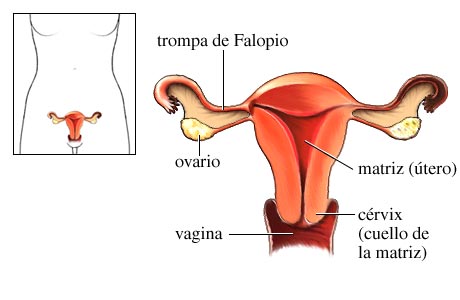 trompa de Falopio
ovario
matriz (útero)
vagina
cérvix
(cuello de
la matriz)